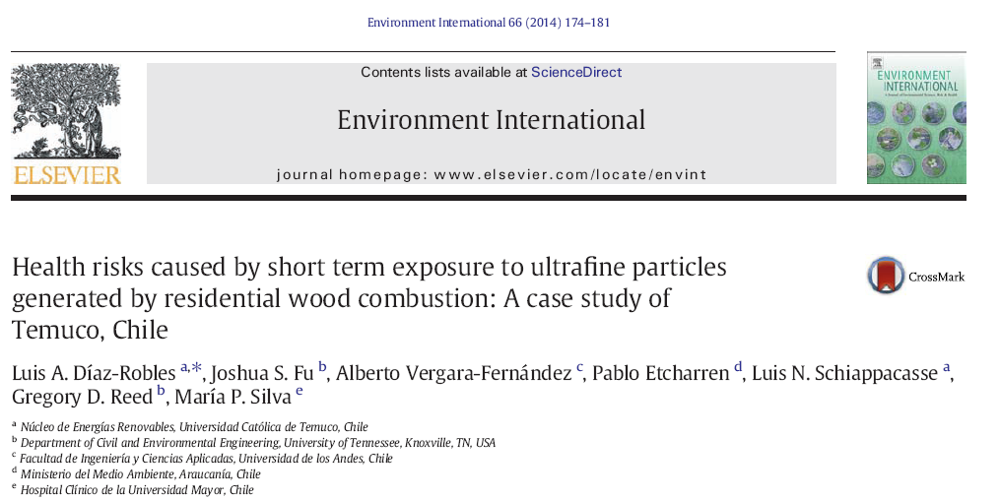 Environment International 66 (2014) 174–181
Contents lists available at ScienceDirect
Environment International
journal homepage: www.elsevier.com/locate/envint
ELSEVIER
ENVIRONMENT
INTERNATIONAL
CrossMark
Health risks caused by short term exposure to ultrafine particles
generated by residential wood combustion: A case study of
Temuco, Chile
Luis A. Díaz-Robles a,*, Joshua S. Fu b, Alberto Vergara-Fernández c, Pablo Etcharren d, Luis N. Schiappacasse a,
Gregory D. Reed b, María P. Silva e
a Núcleo de Energías Renovables, Universidad Católica de Temuco, Chile
b Department of Civil and Environmental Engineering, University of Tennessee, Knoxville, TN, USA
c Facultad de Ingeniería y Ciencias Aplicadas, Universidad de los Andes, Chile
d Ministerio del Medio Ambiente, Araucanía, Chile
e Hospital Clínico de la Universidad Mayor, Chile